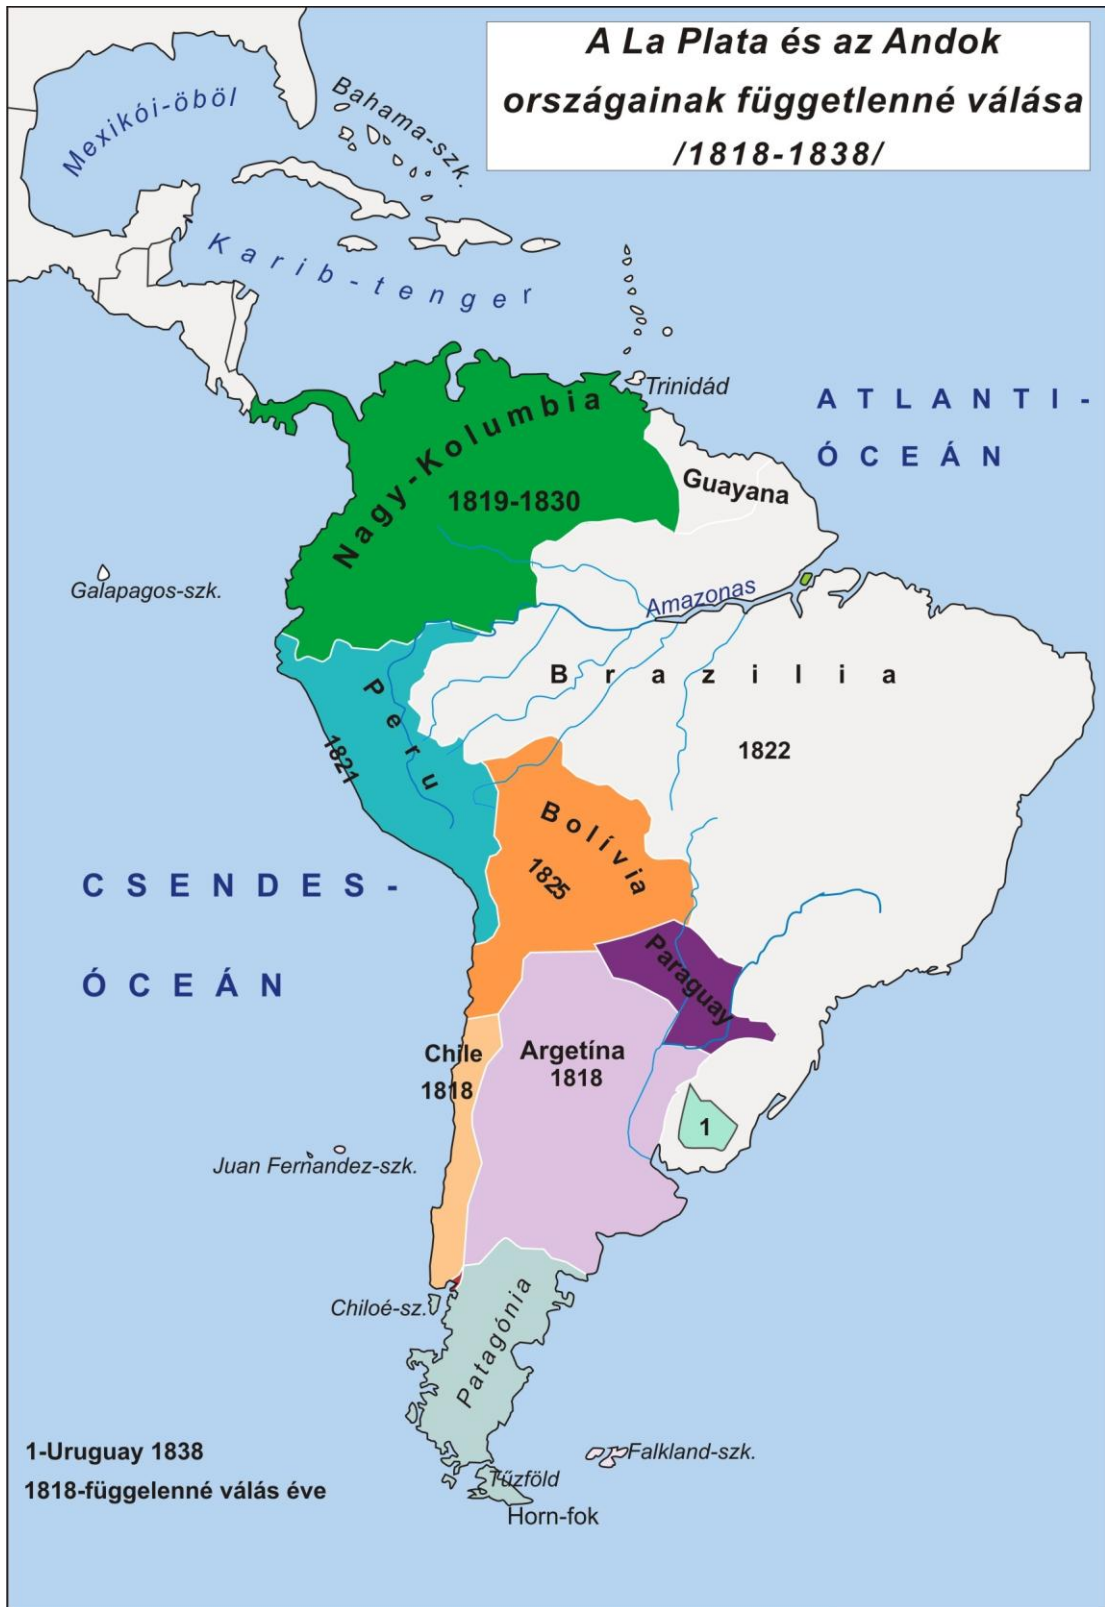 A La Plata és az Andok
országainak függetlenné válása
/1818-1838/
Mexikói-öböl
Bahama-szk.
Karib-tenger
Trinidád
ATLANTI-
ÓCEÁN
Nagy-Kolumbia
1819-1830
Guayana
Galapagos-szk.
Amazonas
Brazilia
1822
Peru
1821
Bolívia
1825
CSENDES-
ÓCEÁN
Paraguay
Chile
1818
Argetína
1818
1
Juan Fernandez-szk.
Chiloé-sz.
Patagónia
Falkland-szk.
Tűzföld
Horn-fok
1-Uruguay 1838
1818-függelenné válás éve